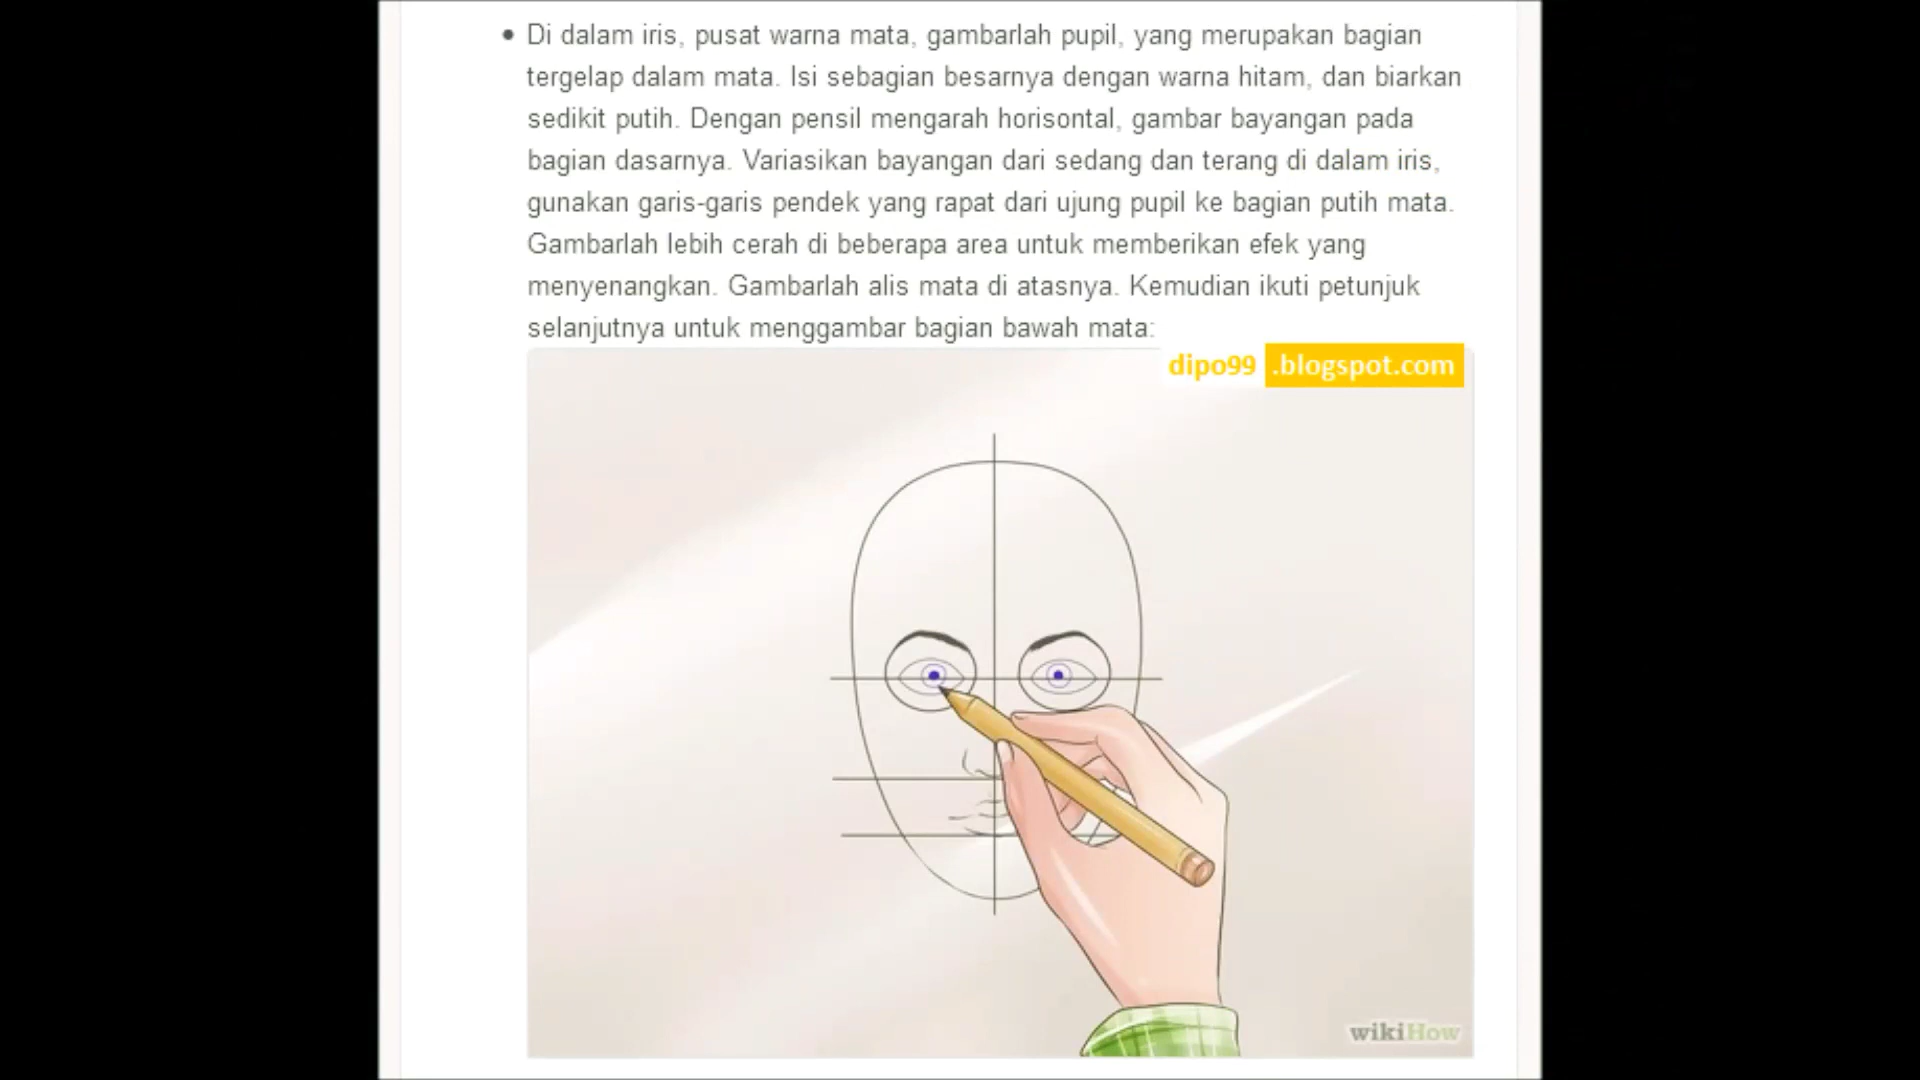 Di dalam iris, pusat warna mata, gambarlah pupil, yang merupakan bagian
tergelap dalam mata. Isi sebagian besarnya dengan warna hitam, dan biarkan
sedikit putih. Dengan pensil mengarah horisontal, gambar bayangan pada
bagian dasarnya. Variasikan bayangan dari sedang dan terang di dalam iris,
gunakan garis-garis pendek yang rapat dari ujung pupil ke bagian putih mata.
Gambarlah lebih cerah di beberapa area untuk memberikan efek yang
menyenangkan. Gambarlah alis mata di atasnya. Kemudian ikuti petunjuk
selanjutnya untuk menggambar bagian bawah mata:
dipo99 .blogspot.com
wikiHow